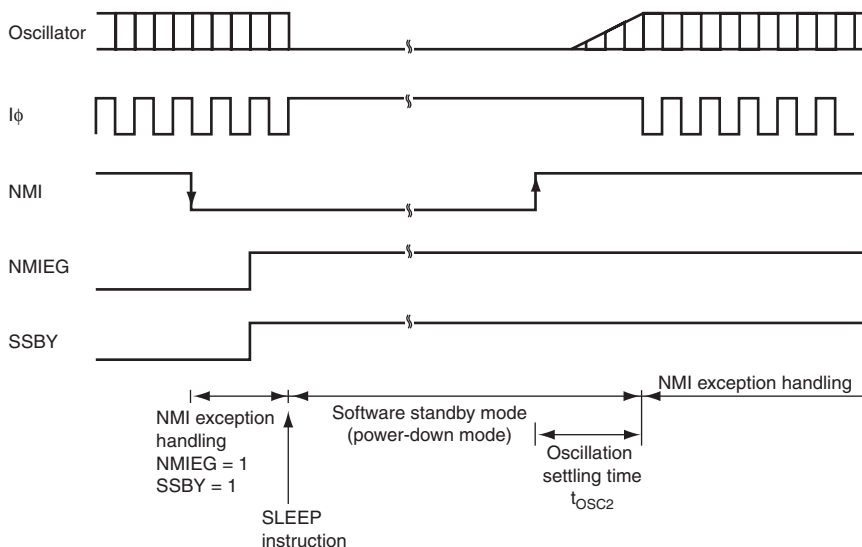 Oscillator
Iϕ
NMI
NMIEG
SSBY
NMI exception
handling
NMIEG = 1
SSBY = 1
Software standby mode
(power-down mode)
NMI exception handling
Oscillation
settling time
tOSC2
SLEEP
instruction